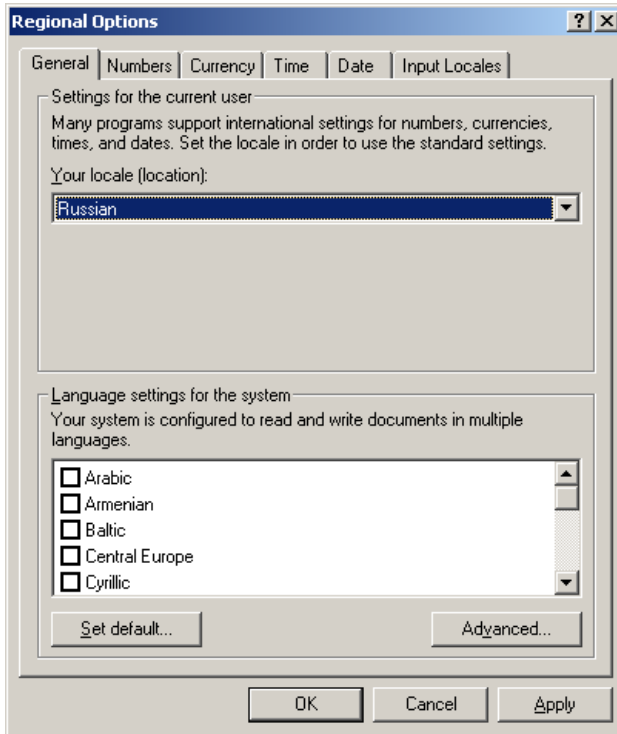 Regional Options
General Numbers Currency Time Date Input Locales
Settings for the current user
Many programs support international settings for numbers, currencies,
times, and dates. Set the locale in order to use the standard settings.
Your locale (location):
Russian
Language settings for the system
Your system is configured to read and write documents in multiple
languages.
Arabic
Armenian
Baltic
Central Europe
Cyrillic
Set default... Advanced...
OK Cancel Apply